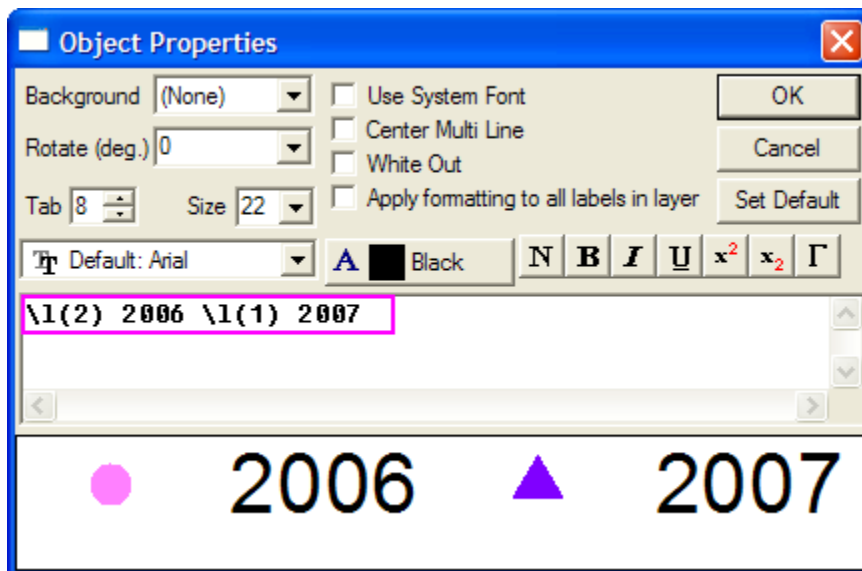 Object Properties
Background (None) Use System Font OK
Center Multi Line
Rotate (deg.) 0 White Out Cancel
Tab 8 Size 22 Apply formatting to all labels in layer Set Default
Default: Arial A Black N B I U x² x₂ Γ
\l(2) 2006 \l(1) 2007
2006 2007